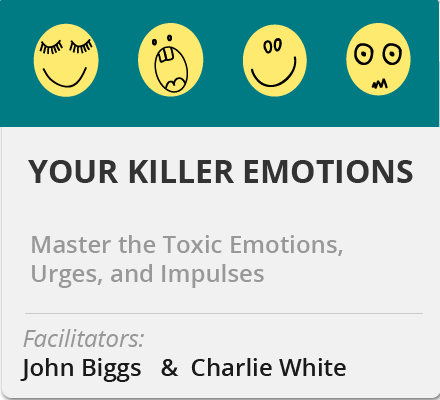 YOUR KILLER EMOTIONS
Master the Toxic Emotions,
Urges, and Impulses
Facilitators:
John Biggs & Charlie White